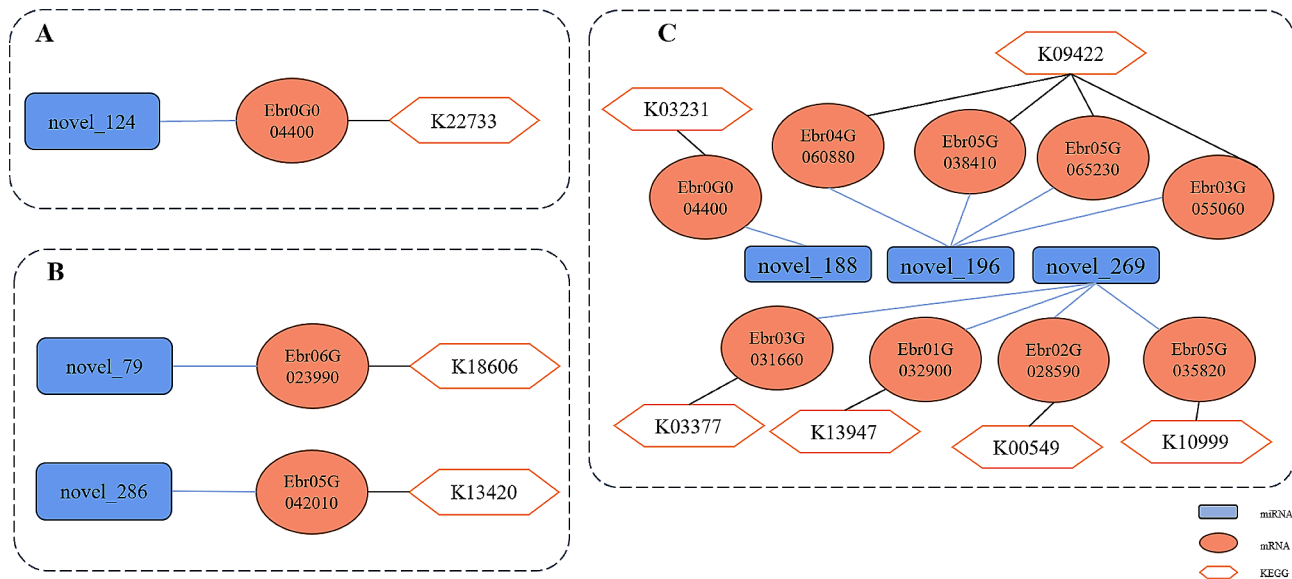 A
novel_124
Ebr0G0
04400
K22733
B
novel_79
Ebr06G
023990
K18606
novel_286
Ebr05G
042010
K13420
C
K09422
K03231
Ebr04G
060880
Ebr05G
038410
Ebr05G
065230
Ebr03G
055060
Ebr0G0
04400
novel_188
novel_196
novel_269
Ebr03G
031660
Ebr01G
032900
Ebr02G
028590
Ebr05G
035820
K03377
K13947
K00549
K10999
miRNA
mRNA
KEGG